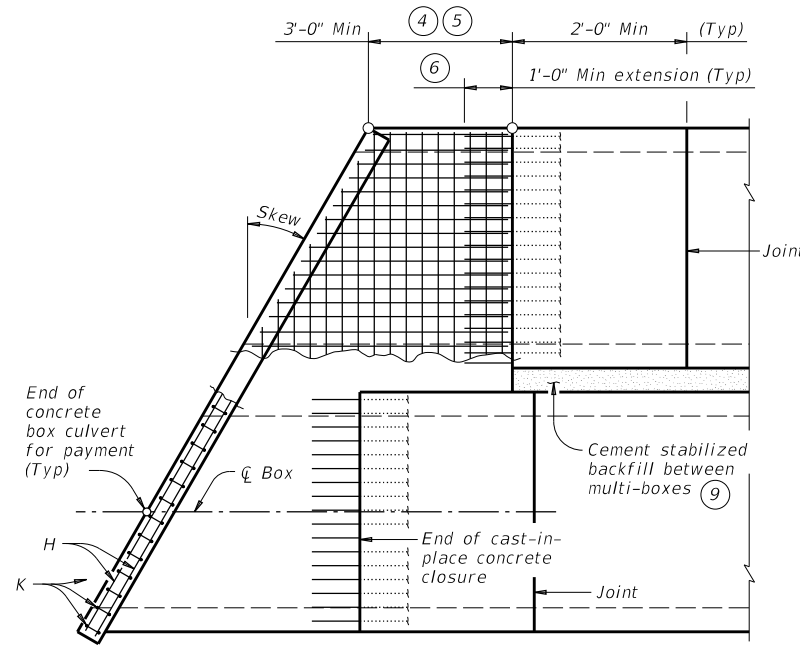 3'-0" Min
4 5
2'-0" Min
(Typ)
6
1'-0" Min extension (Typ)
Skew
Joint
End of
concrete
box culvert
for payment
(Typ)
℄ Box
Cement stabilized
backfill between
multi-boxes 9
H
End of cast-in-
place concrete
closure
K
Joint